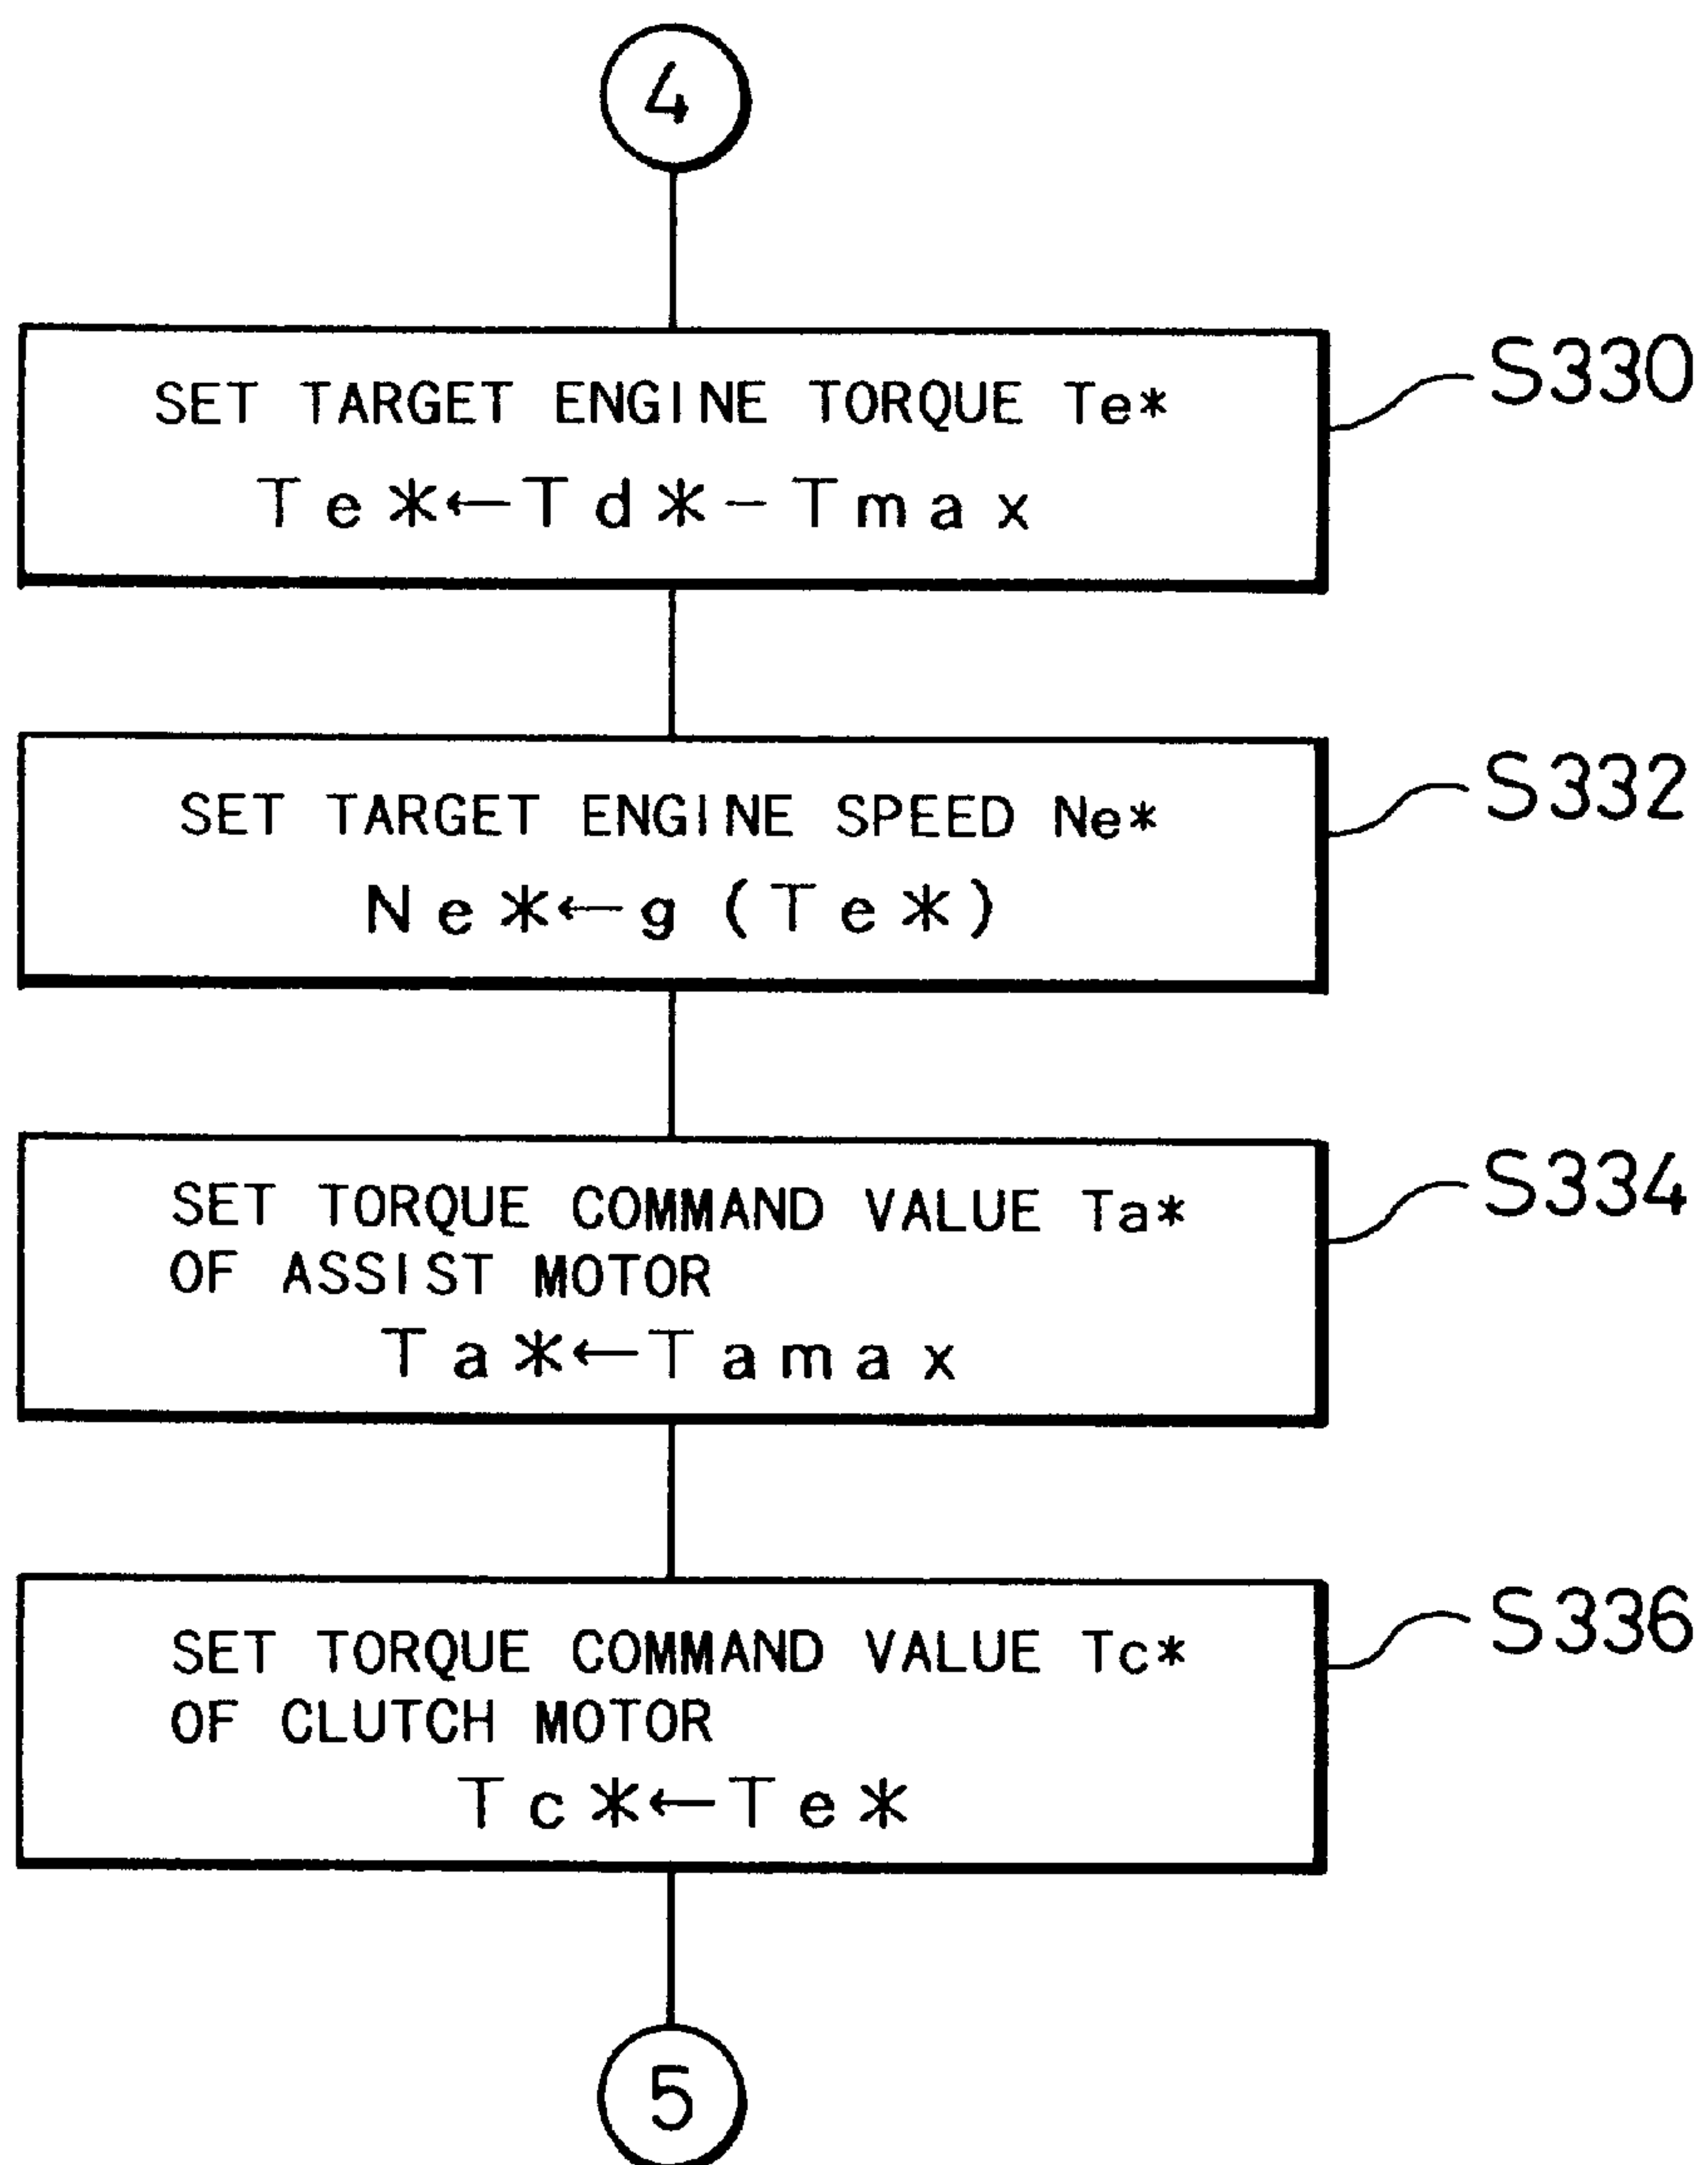 4
SET TARGET ENGINE TORQUE Te*
Te*←Td*-Tmax
S330
SET TARGET ENGINE SPEED Ne*
Ne*←g(Te*)
S332
SET TORQUE COMMAND VALUE Ta*
OF ASSIST MOTOR
Ta*←Tamax
S334
SET TORQUE COMMAND VALUE Tc*
OF CLUTCH MOTOR
Tc*←Te*
S336
5